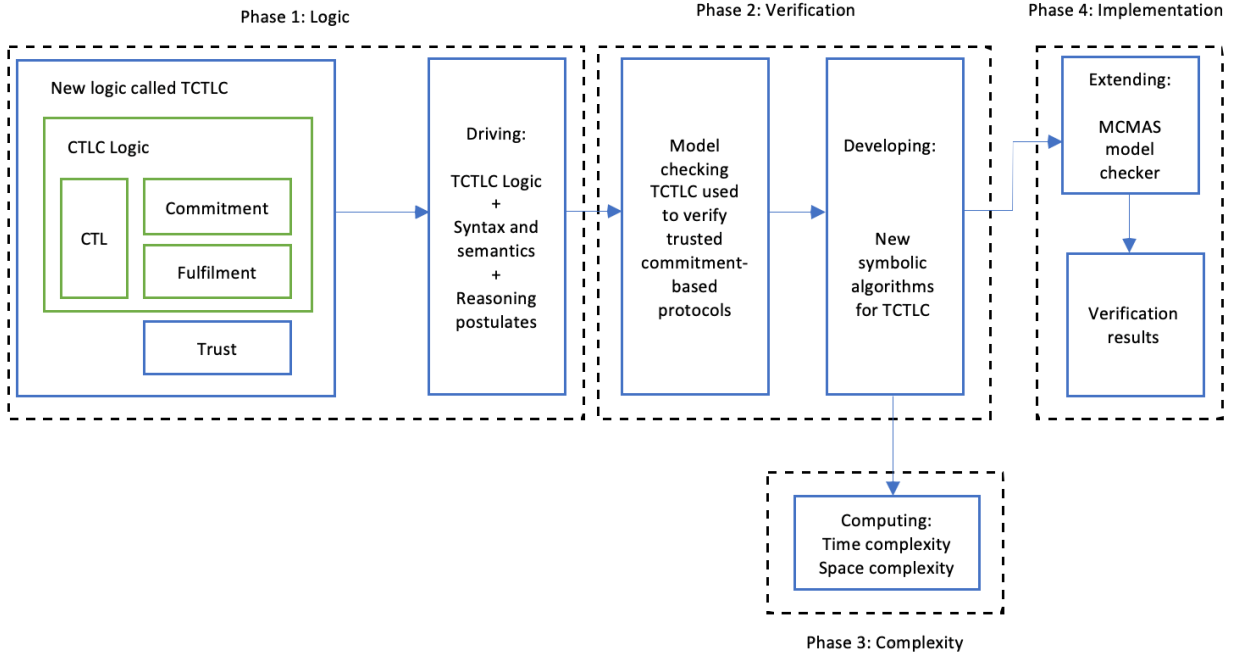 Phase 1: Logic
New logic called TCTLC
CTLC Logic
CTL
Commitment
Fulfilment
Trust
Driving:
TCTLC Logic
+
Syntax and
semantics
+
Reasoning
postulates
Phase 2: Verification
Model
checking
TCTLC used
to verify
trusted
commitment-
based
protocols
Developing:
New
symbolic
algorithms
for TCTLC
Phase 4: Implementation
Extending:
MCMAS
model
checker
Verification
results
Computing:
Time complexity
Space complexity
Phase 3: Complexity